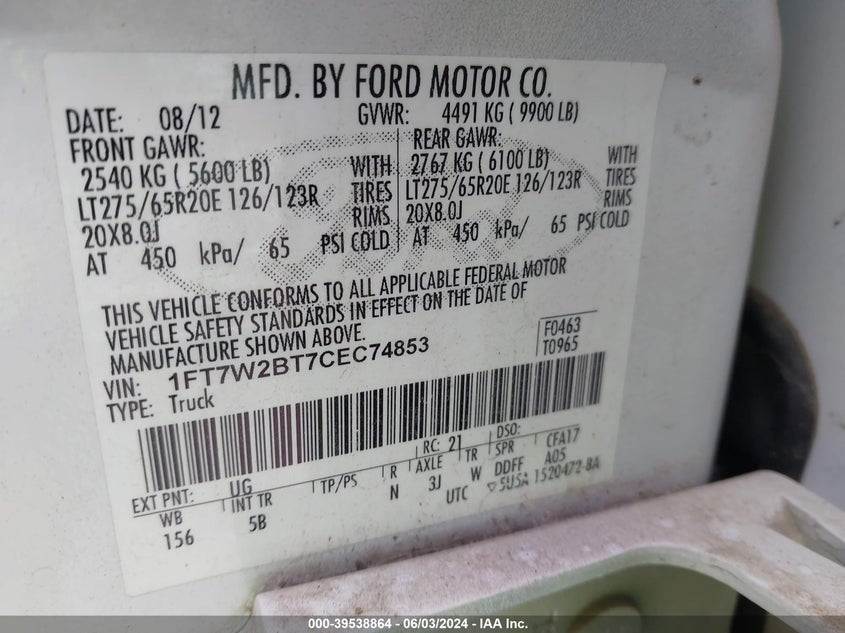 MFD. BY FORD MOTOR CO.
DATE: 08/12 GVWR: 4491 KG ( 9900 LB)
FRONT GAWR: REAR GAWR:
2540 KG ( 5600 LB) WITH 2767 KG ( 6100 LB) WITH
LT275/65R20E 126/123R TIRES LT275/65R20E 126/123R TIRES
20X8.0J RIMS 20X8.0J RIMS
AT 450 kPa/ 65 PSI COLD AT 450 kPa/ 65 PSI COLD
THIS VEHICLE CONFORMS TO ALL APPLICABLE FEDERAL MOTOR
VEHICLE SAFETY STANDARDS IN EFFECT ON THE DATE OF
MANUFACTURE SHOWN ABOVE.
F0463
T0965
VIN: 1FT7W2BT7CEC74853
TYPE: Truck
EXT PNT: UG RC: 21 DSO:
WB INT TR TP/PS R AXLE TR SPR CFA17
156 5B N 3J W DDFF A05
UTC ▽5U5A 1520472-BA
000-39538864 / 06/03/2024 - IAA Inc.